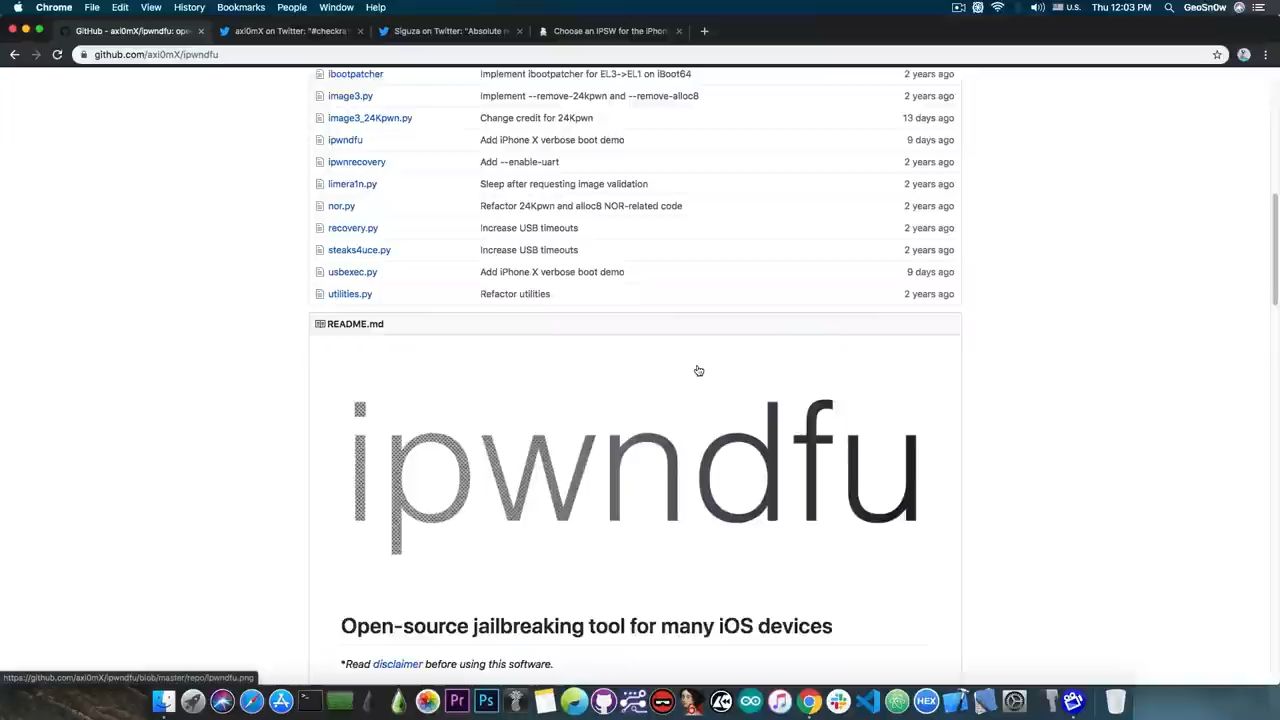 Chrome File Edit View History Bookmarks People Window Help U.S. Thu 12:03 PM GeoSn0w
GitHub - axi0mX/ipwndfu: ope × axi0mX on Twitter: "#checkra × Siguza on Twitter: "Absolute × Choose an IPSW for the iPhon × +
github.com/axi0mX/ipwndfu
ibootpatcher Implement ibootpatcher for EL3->EL1 on iBoot64 2 years ago
image3.py Implement --remove-24kpwn and --remove-alloc8 2 years ago
image3_24Kpwn.py Change credit for 24Kpwn 13 days ago
ipwndfu Add iPhone X verbose boot demo 9 days ago
ipwnrecovery Add --enable-uart 2 years ago
limera1n.py Sleep after requesting image validation 2 years ago
nor.py Refactor 24Kpwn and alloc8 NOR-related code 2 years ago
recovery.py Increase USB timeouts 2 years ago
steaks4uce.py Increase USB timeouts 2 years ago
usbexec.py Add iPhone X verbose boot demo 9 days ago
utilities.py Refactor utilities 2 years ago
README.md
ipwndfu
Open-source jailbreaking tool for many iOS devices
*Read disclaimer before using this software.
https://github.com/axi0mX/ipwndfu/blob/master/repo/ipwndfu.png
Pr Ps HEX